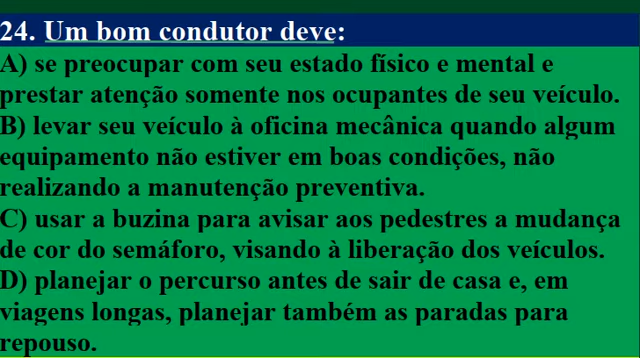 24. Um bom condutor deve:
A) se preocupar com seu estado físico e mental e
prestar atenção somente nos ocupantes de seu veículo.
B) levar seu veículo à oficina mecânica quando algum
equipamento não estiver em boas condições, não
realizando a manutenção preventiva.
C) usar a buzina para avisar aos pedestres a mudança
de cor do semáforo, visando à liberação dos veículos.
D) planejar o percurso antes de sair de casa e, em
viagens longas, planejar também as paradas para
repouso.